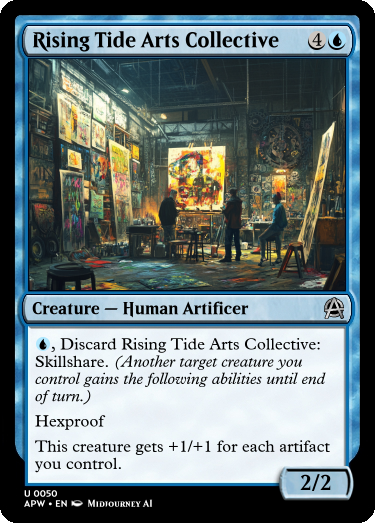 Rising Tide Arts Collective 4
Creature — Human Artificer
, Discard Rising Tide Arts Collective:
Skillshare. (Another target creature you
control gains the following abilities until end
of turn.)
Hexproof
This creature gets +1/+1 for each artifact
you control.
2/2
U 0050
APW • EN Midjourney AI